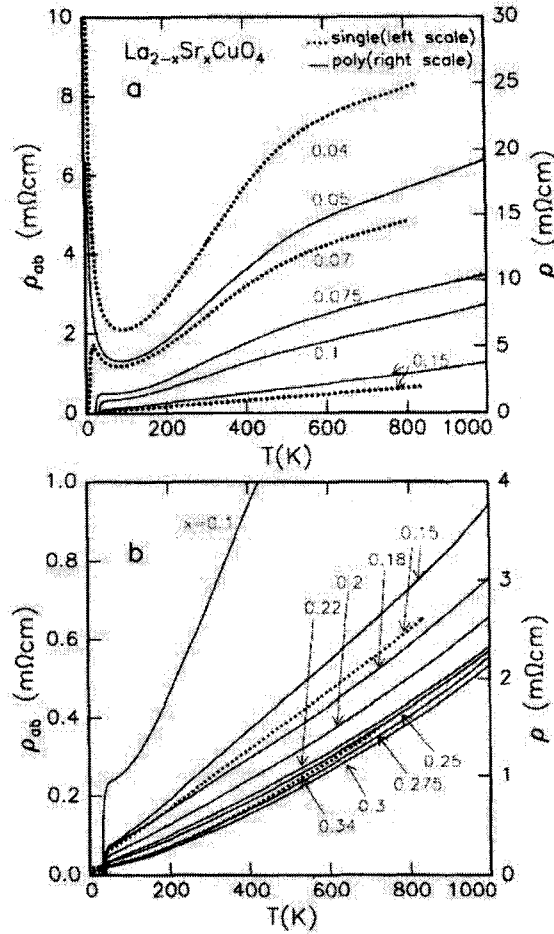 La2-xSrxCuO4
single(left scale)
poly(right scale)
a
0.04
0.05
0.07
0.075
0.1
0.15
ρab (mΩcm)
10
8
6
4
2
0
ρ (mΩcm)
30
25
20
15
10
5
0
0 200 400 600 800 1000
T(K)
x=0.1
b
0.15
0.18
0.2
0.22
0.25
0.275
0.3
0.34
ρab (mΩcm)
1.0
0.8
0.6
0.4
0.2
0.0
ρ (mΩcm)
4
3
2
1
0
0 200 400 600 800 1000
T(K)